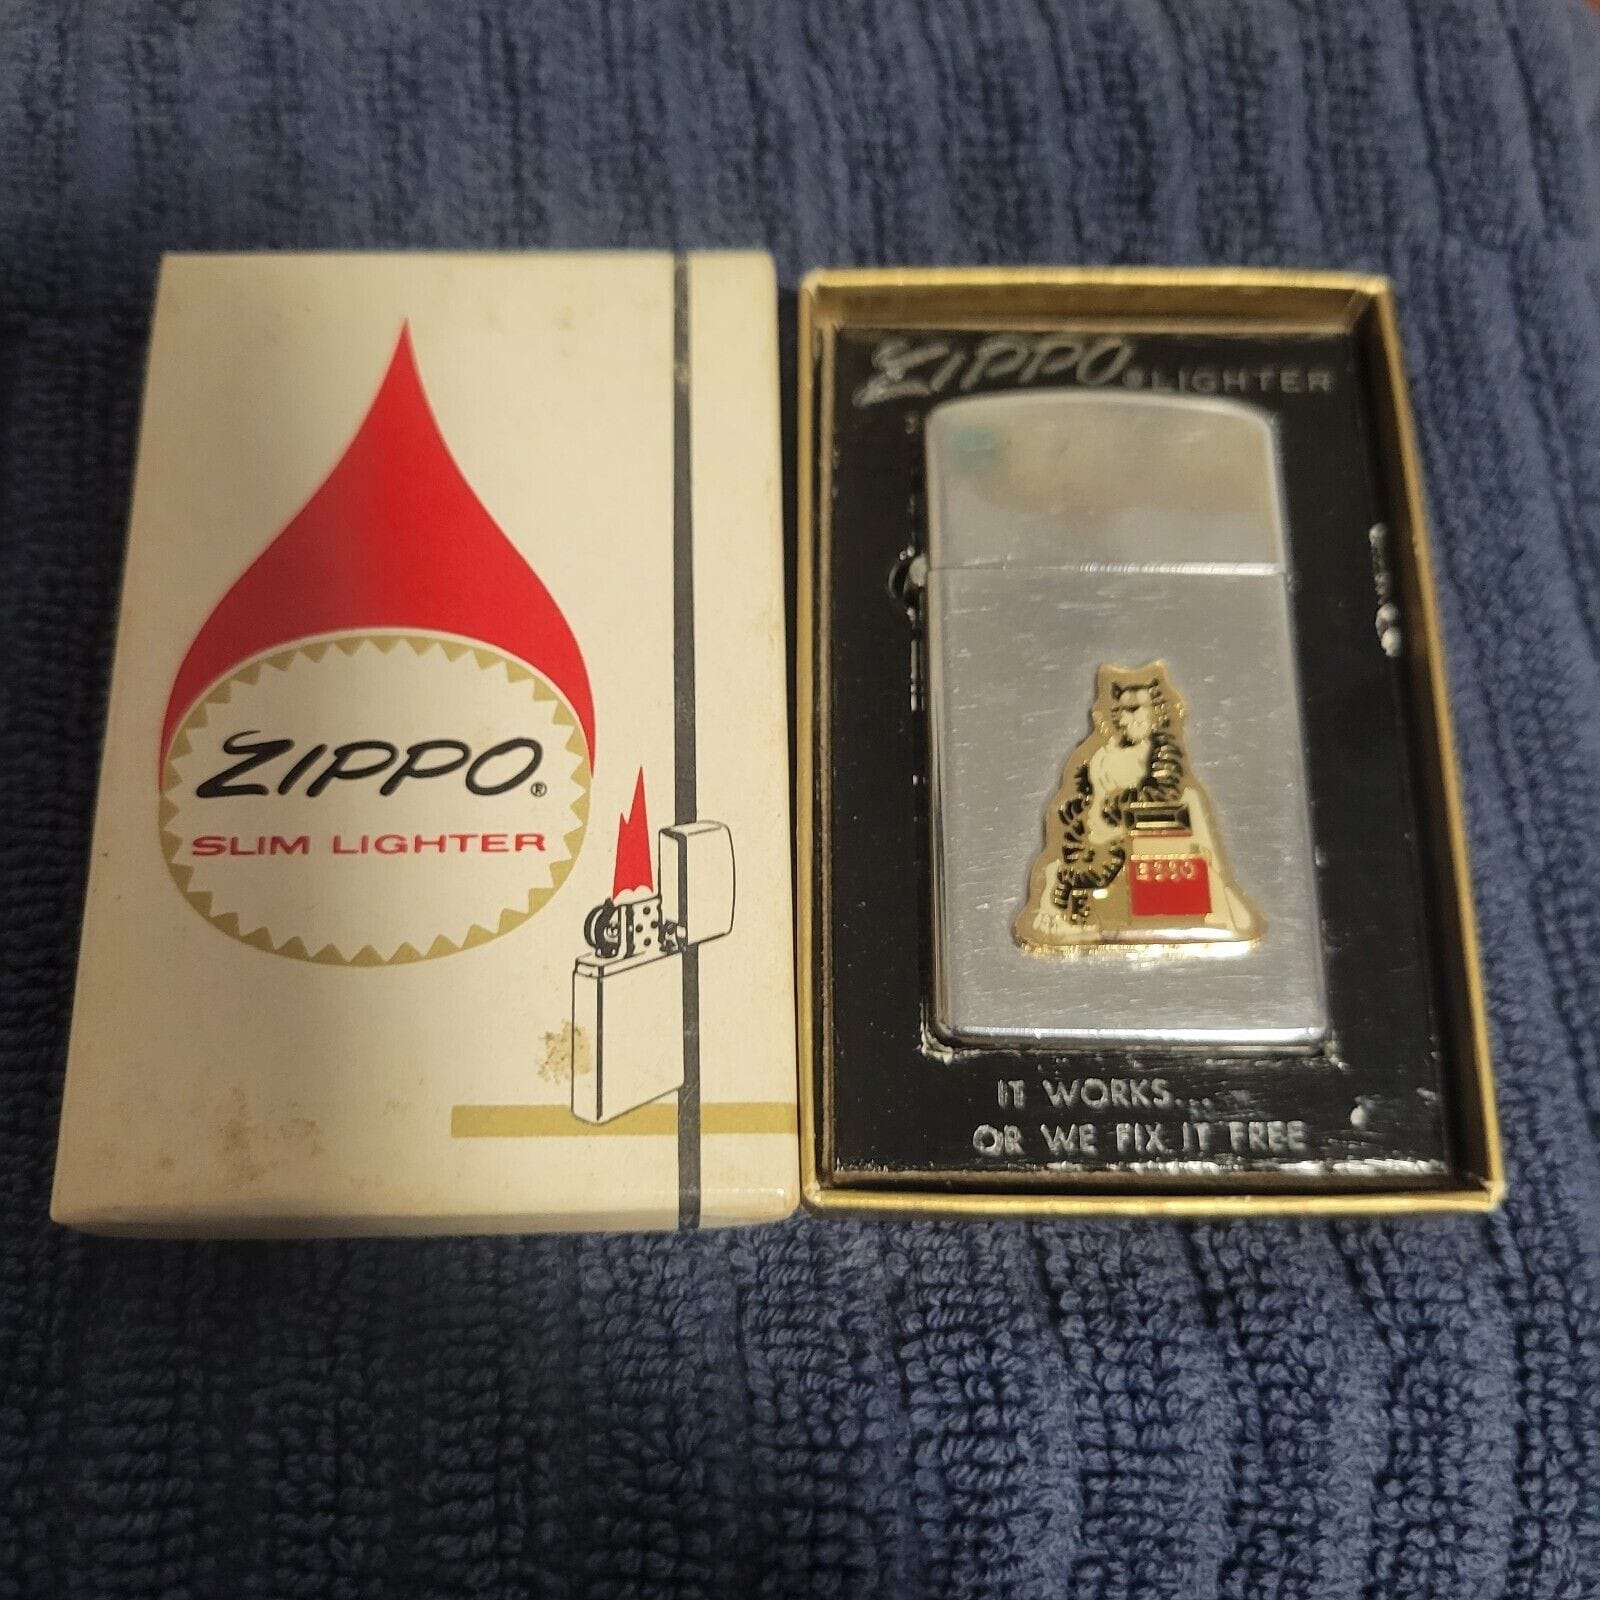 ZIPPO®
SLIM LIGHTER
ZIPPO® LIGHTER
ESSO
IT WORKS...
OR WE FIX IT FREE